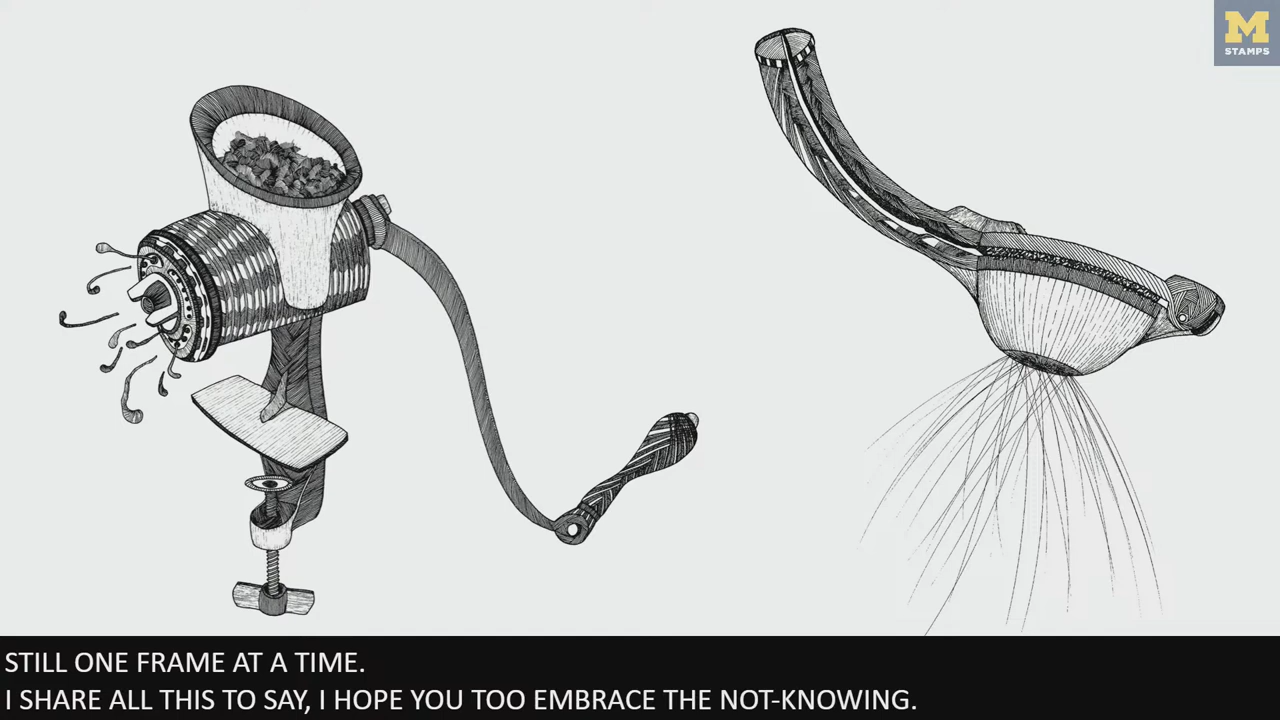 M
STAMPS
STILL ONE FRAME AT A TIME.
I SHARE ALL THIS TO SAY, I HOPE YOU TOO EMBRACE THE NOT-KNOWING.